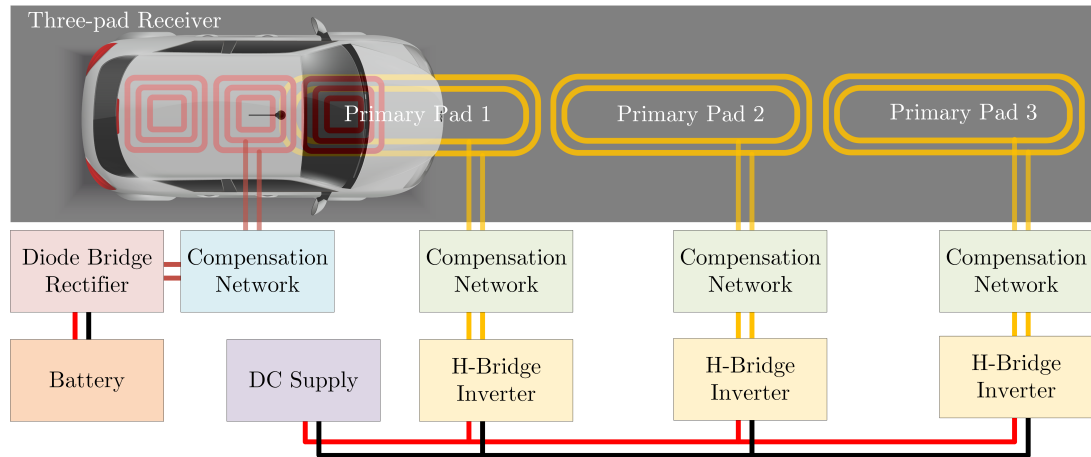 Three-pad Receiver
Primary Pad 1
Primary Pad 2
Primary Pad 3
Diode Bridge
Rectifier
Compensation
Network
Compensation
Network
Compensation
Network
Compensation
Network
Battery
DC Supply
H-Bridge
Inverter
H-Bridge
Inverter
H-Bridge
Inverter